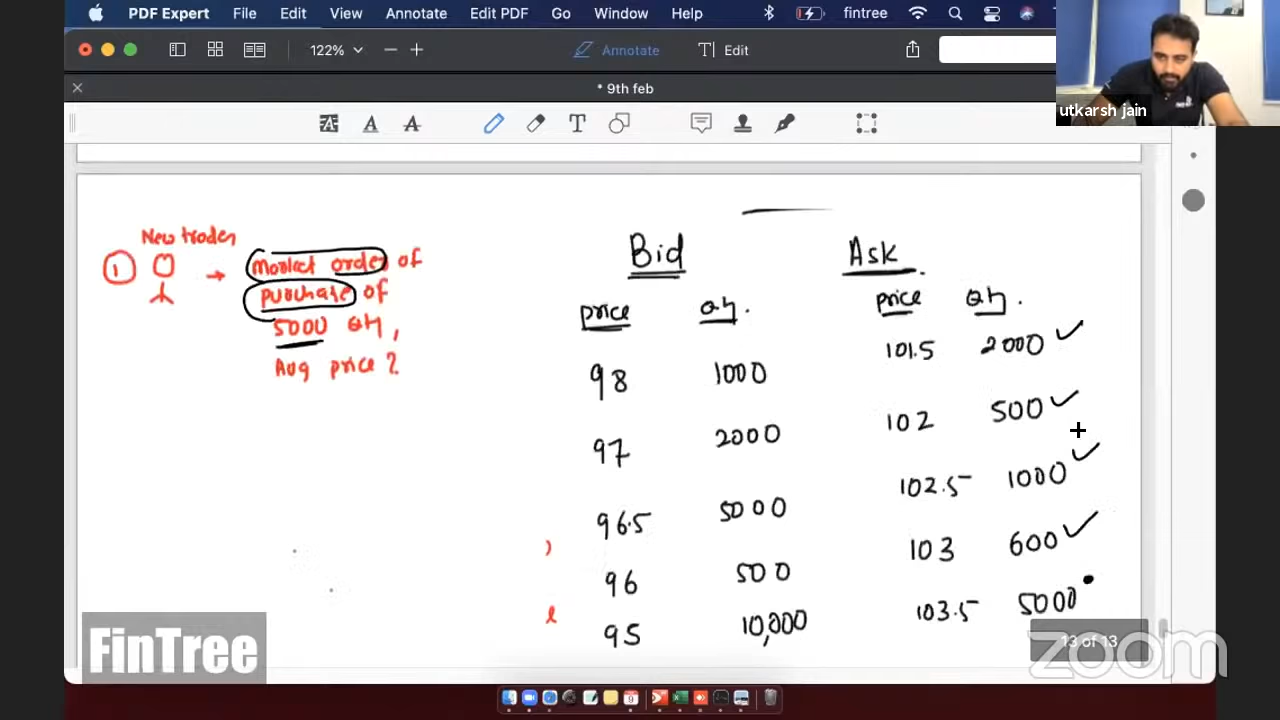 PDF Expert File Edit View Annotate Edit PDF Go Window Help fintree
122% Annotate T| Edit
* 9th feb
utkarsh jain
New trader
1 → market order of
purchase of
5000 qty,
Avg price?
Bid Ask
price qty. price qty.
98 1000 101.5 2000
97 2000 102 500
96.5 5000 102.5 1000
96 500 103 600
95 10,000 103.5 5000
13 of 13
FinTree
zoom